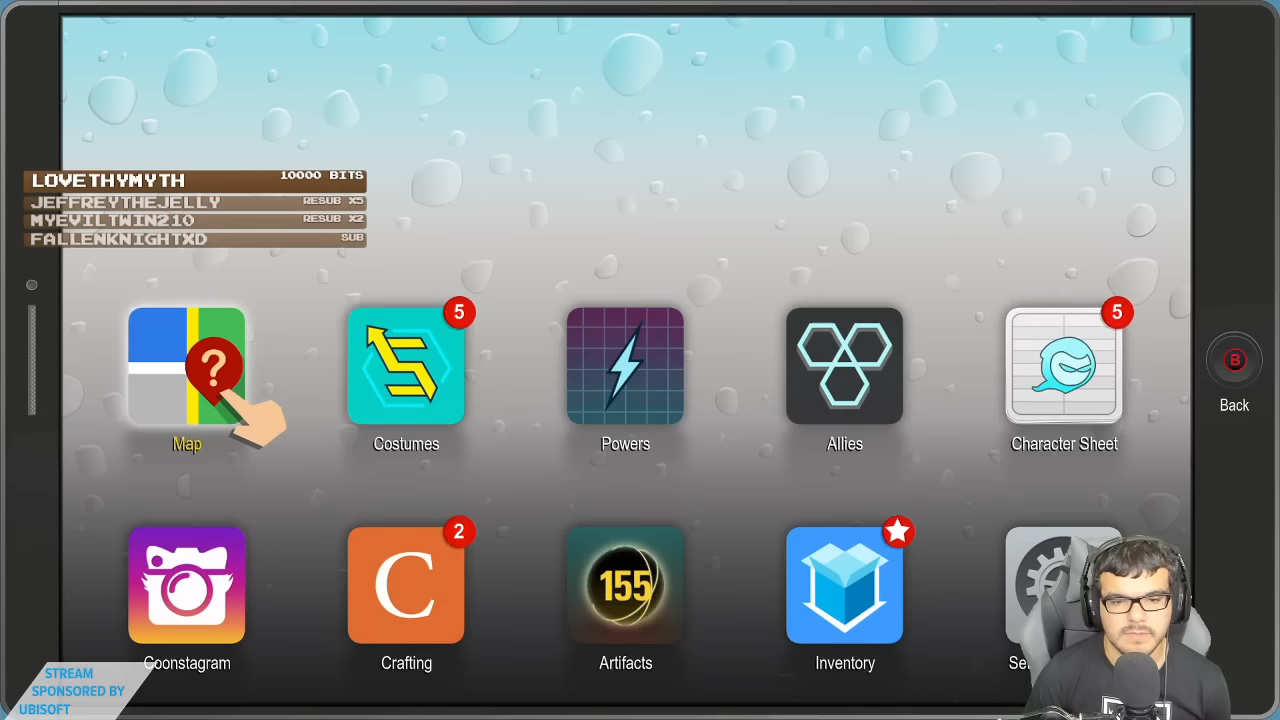 LOVETHYMYTH 10000 BITS
JEFFREYTHEJELLY RESUB X5
MYEVILTWIN210 RESUB X2
FALLENKNIGHTXD SUB
5
5
?
B
Back
Map
Costumes
Powers
Allies
Character Sheet
2
C
155
Coonstagram
Crafting
Artifacts
Inventory
STREAM
SPONSORED BY
UBISOFT